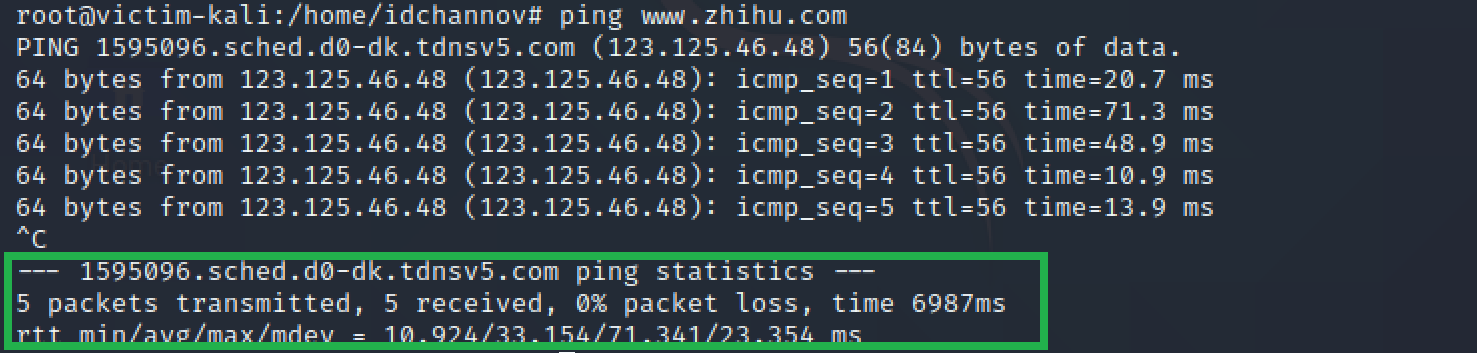 root@victim-kali:/home/idchannov# ping www.zhihu.com
PING 1595096.sched.d0-dk.tdnsv5.com (123.125.46.48) 56(84) bytes of data.
64 bytes from 123.125.46.48 (123.125.46.48): icmp_seq=1 ttl=56 time=20.7 ms
64 bytes from 123.125.46.48 (123.125.46.48): icmp_seq=2 ttl=56 time=71.3 ms
64 bytes from 123.125.46.48 (123.125.46.48): icmp_seq=3 ttl=56 time=48.9 ms
64 bytes from 123.125.46.48 (123.125.46.48): icmp_seq=4 ttl=56 time=10.9 ms
64 bytes from 123.125.46.48 (123.125.46.48): icmp_seq=5 ttl=56 time=13.9 ms
^C
--- 1595096.sched.d0-dk.tdnsv5.com ping statistics ---
5 packets transmitted, 5 received, 0% packet loss, time 6987ms
rtt min/avg/max/mdev = 10.924/33.154/71.341/23.354 ms